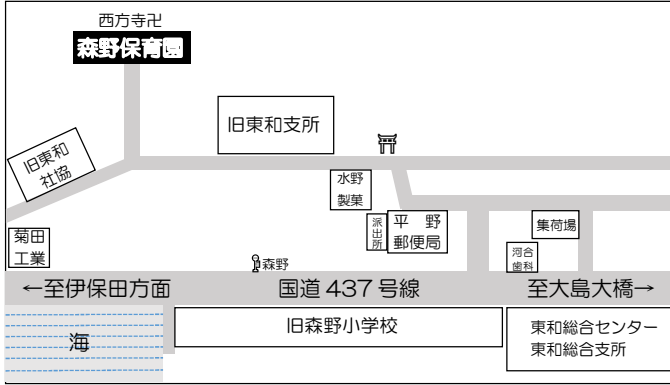 西方寺卍
森野保育園
旧東和支所
旧東和
社協
水野
製菓
派出所
平野
郵便局
集荷場
菊田
工業
森野
河合
歯科
←至伊保田方面
国道437号線
至大島大橋→
海
旧森野小学校
東和総合センター
東和総合支所